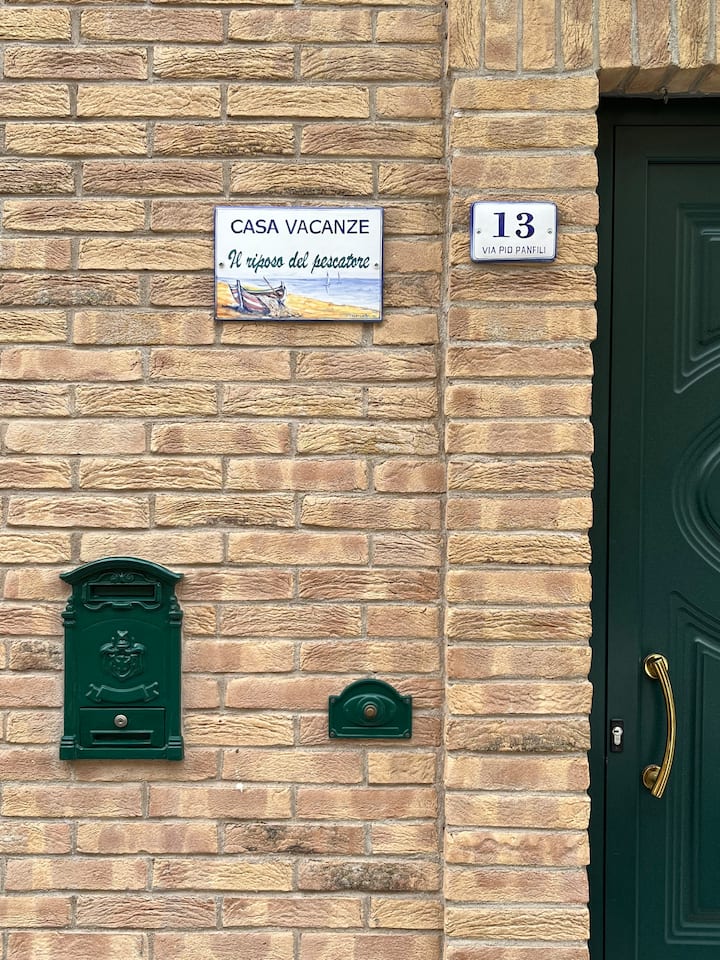 CASA VACANZE
Il riposo del pescatore
13
VIA PIO PANFILI